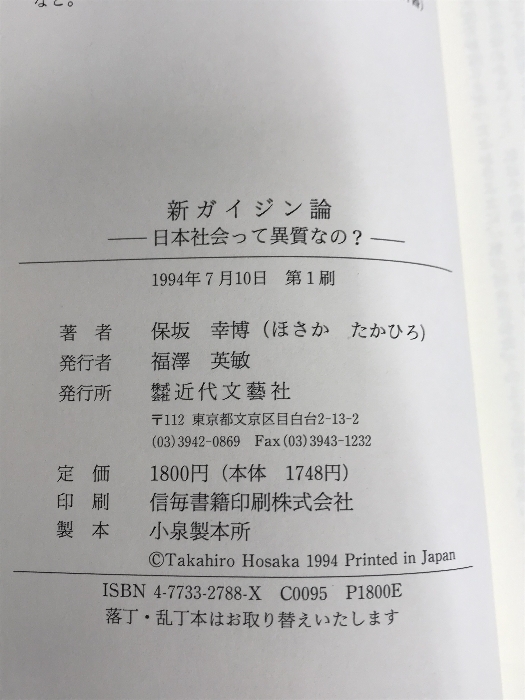 など。
新ガイジン論
――日本社会って異質なの？――
1994年7月10日　第1刷
著　者　保坂　幸博（ほさか　たかひろ）
発行者　福澤　英敏
発行所　株式会社近代文藝社
〒112 東京都文京区目白台2-13-2
(03)3942-0869　Fax(03)3943-1232
定　価　1800円（本体　1748円）
印　刷　信毎書籍印刷株式会社
製　本　小泉製本所
©Takahiro Hosaka 1994 Printed in Japan
ISBN 4-7733-2788-X　C0095　P1800E
落丁・乱丁本はお取り替えいたします